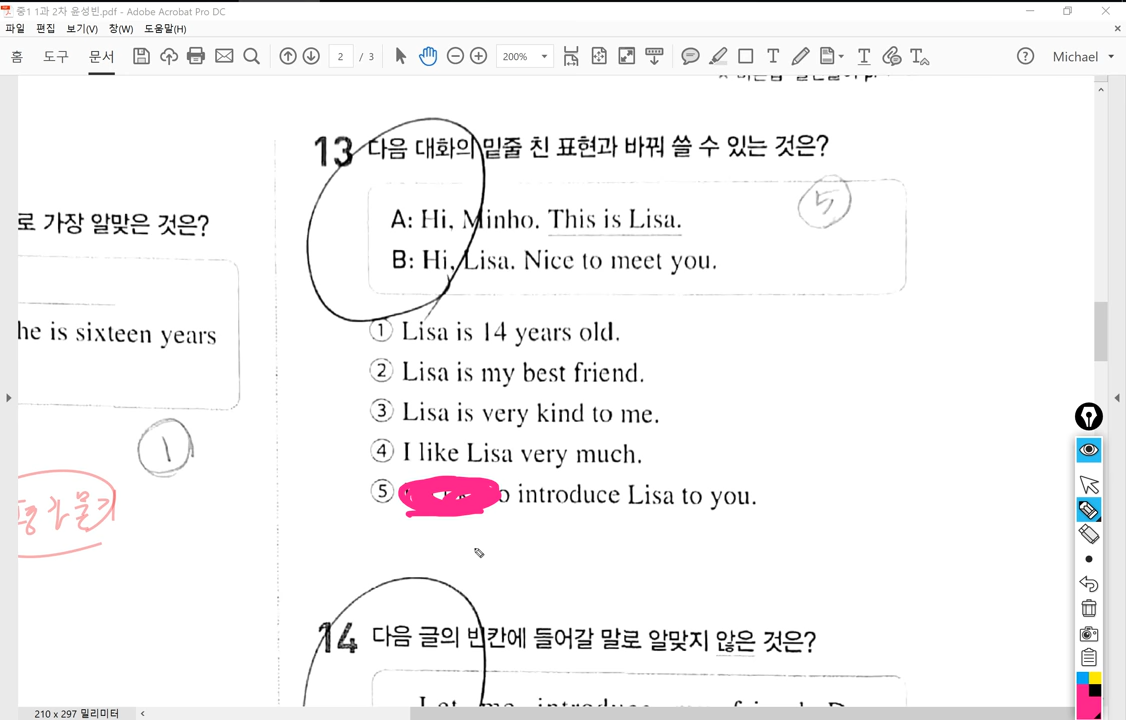 중1 1과 2차 윤성빈.pdf - Adobe Acrobat Pro DC
파일 편집 보기(V) 창(W) 도움말(H)
홈 도구 문서 2 / 3 200% Michael
로 가장 알맞은 것은?
he is sixteen years
1
13 다음 대화의 밑줄 친 표현과 바꿔 쓸 수 있는 것은?
5
A: Hi, Minho. This is Lisa.
B: Hi, Lisa. Nice to meet you.
① Lisa is 14 years old.
② Lisa is my best friend.
③ Lisa is very kind to me.
④ I like Lisa very much.
⑤ o introduce Lisa to you.
14 다음 글의 빈칸에 들어갈 말로 알맞지 않은 것은?
Let me introduce
210 x 297 밀리미터